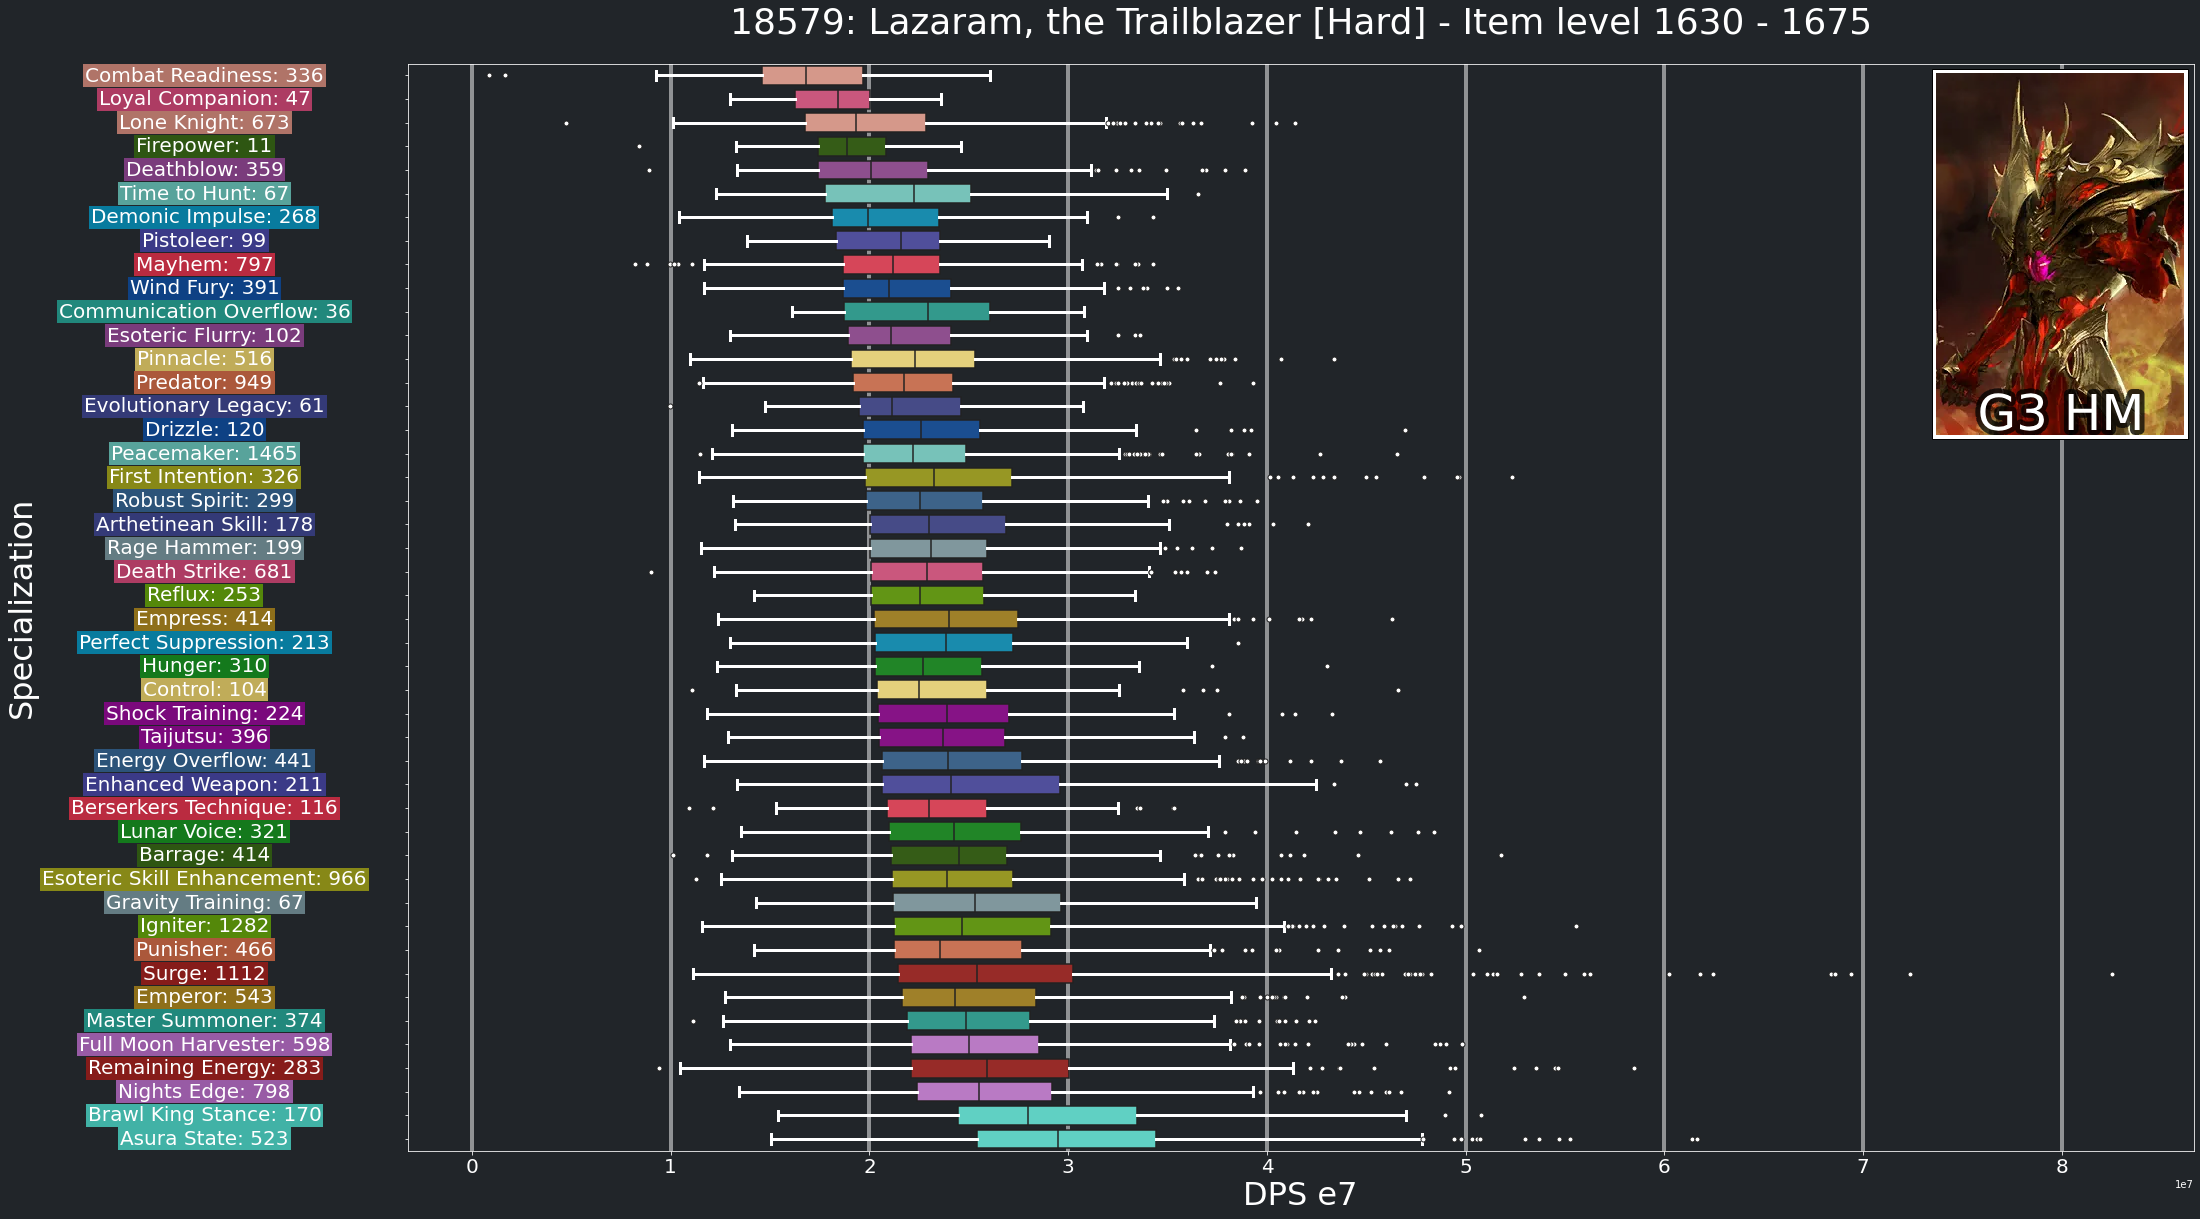 18579: Lazaram, the Trailblazer [Hard] - Item level 1630 - 1675
Specialization
Combat Readiness: 336
Loyal Companion: 47
Lone Knight: 673
Firepower: 11
Deathblow: 359
Time to Hunt: 67
Demonic Impulse: 268
Pistoleer: 99
Mayhem: 797
Wind Fury: 391
Communication Overflow: 36
Esoteric Flurry: 102
Pinnacle: 516
Predator: 949
Evolutionary Legacy: 61
Drizzle: 120
Peacemaker: 1465
First Intention: 326
Robust Spirit: 299
Arthetinean Skill: 178
Rage Hammer: 199
Death Strike: 681
Reflux: 253
Empress: 414
Perfect Suppression: 213
Hunger: 310
Control: 104
Shock Training: 224
Taijutsu: 396
Energy Overflow: 441
Enhanced Weapon: 211
Berserkers Technique: 116
Lunar Voice: 321
Barrage: 414
Esoteric Skill Enhancement: 966
Gravity Training: 67
Igniter: 1282
Punisher: 466
Surge: 1112
Emperor: 543
Master Summoner: 374
Full Moon Harvester: 598
Remaining Energy: 283
Nights Edge: 798
Brawl King Stance: 170
Asura State: 523
G3 HM
0 1 2 3 4 5 6 7 8
1e7
DPS e7